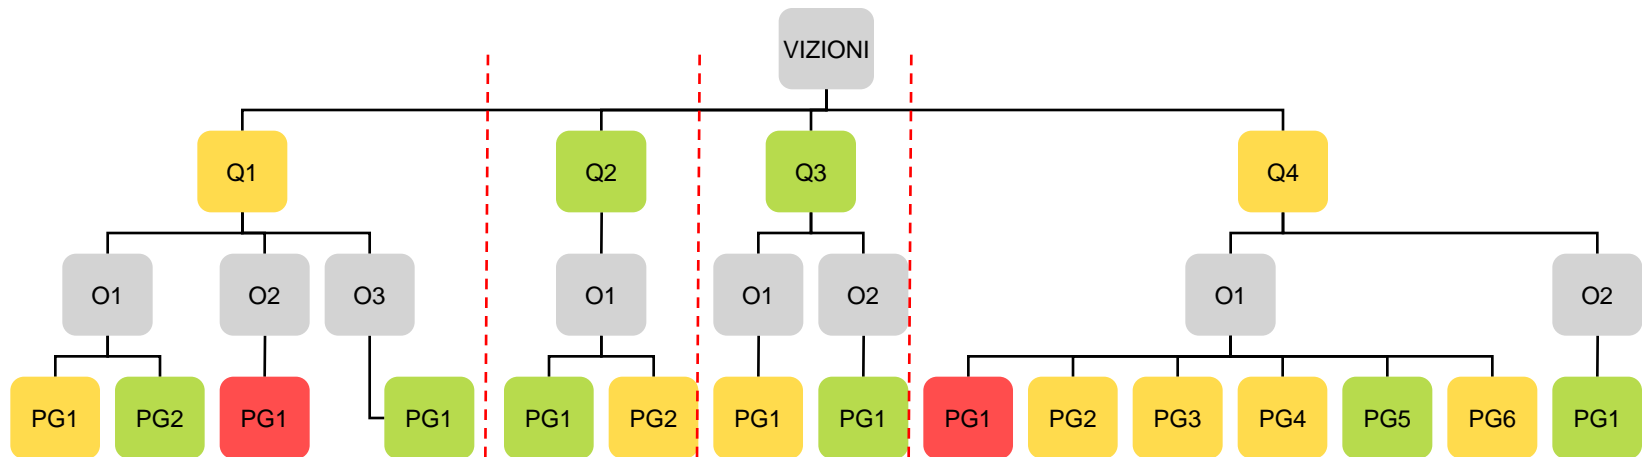 VIZIONI
Q1
Q2
Q3
Q4
O1
O2
O3
O1
O1
O2
O1
O2
PG1
PG2
PG1
PG1
PG1
PG2
PG1
PG1
PG1
PG2
PG3
PG4
PG5
PG6
PG1